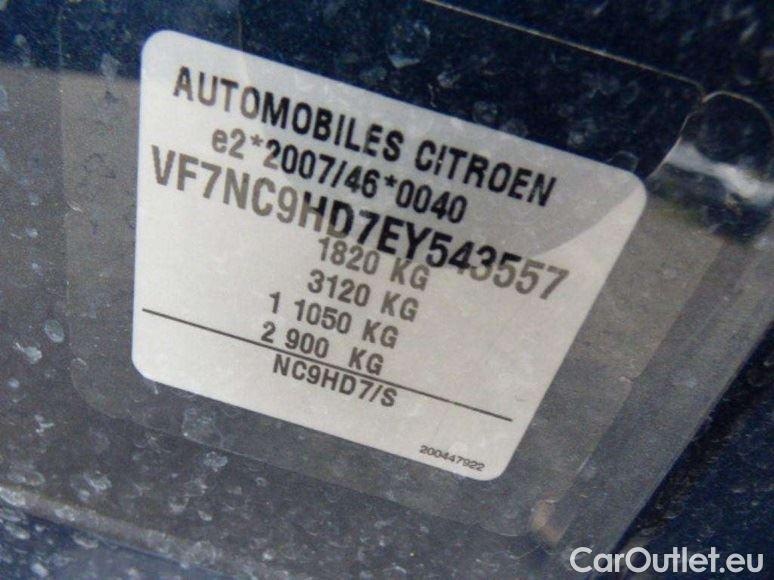 AUTOMOBILES CITROEN
e2*2007/46*0040
VF7NC9HD7EY543557
1820 KG
3120 KG
1 1050 KG
2 900 KG
NC9HD7/S
200447922
CarOutlet.eu